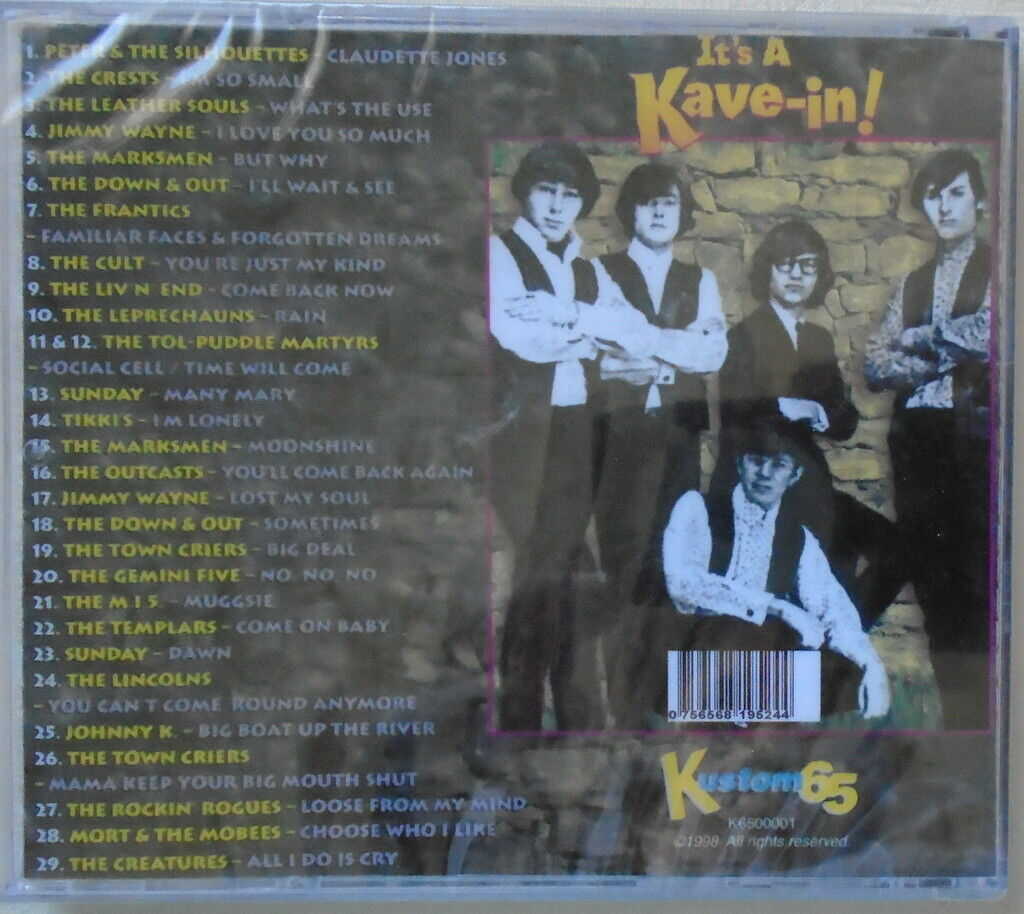 1. PETER & THE SILHOUETTES - CLAUDETTE JONES
2. THE CRESTS - I'M SO SMALL
3. THE LEATHER SOULS - WHAT'S THE USE
4. JIMMY WAYNE - I LOVE YOU SO MUCH
5. THE MARKSMEN - BUT WHY
6. THE DOWN & OUT - I'LL WAIT & SEE
7. THE FRANTICS
- FAMILIAR FACES & FORGOTTEN DREAMS
8. THE CULT - YOU'RE JUST MY KIND
9. THE LIV'N END - COME BACK NOW
10. THE LEPRECHAUNS - RAIN
11 & 12. THE TOL-PUDDLE MARTYRS
- SOCIAL CELL / TIME WILL COME
13. SUNDAY - MANY MARY
14. TIKKI'S - I'M LONELY
15. THE MARKSMEN - MOONSHINE
16. THE OUTCASTS - YOU'LL COME BACK AGAIN
17. JIMMY WAYNE - LOST MY SOUL
18. THE DOWN & OUT - SOMETIMES
19. THE TOWN CRIERS - BIG DEAL
20. THE GEMINI FIVE - NO, NO, NO
21. THE M.I.5. - MUGGSIE
22. THE TEMPLARS - COME ON BABY
23. SUNDAY - DAWN
24. THE LINCOLNS
- YOU CAN'T COME 'ROUND ANYMORE
25. JOHNNY K. - BIG BOAT UP THE RIVER
26. THE TOWN CRIERS
- MAMA KEEP YOUR BIG MOUTH SHUT
27. THE ROCKIN' ROGUES - LOOSE FROM MY MIND
28. MORT & THE MOBEES - CHOOSE WHO I LIKE
29. THE CREATURES - ALL I DO IS CRY
It's A
Kave-in!
0 756568 195244
Kustom65
K6500001
©1998 All rights reserved.